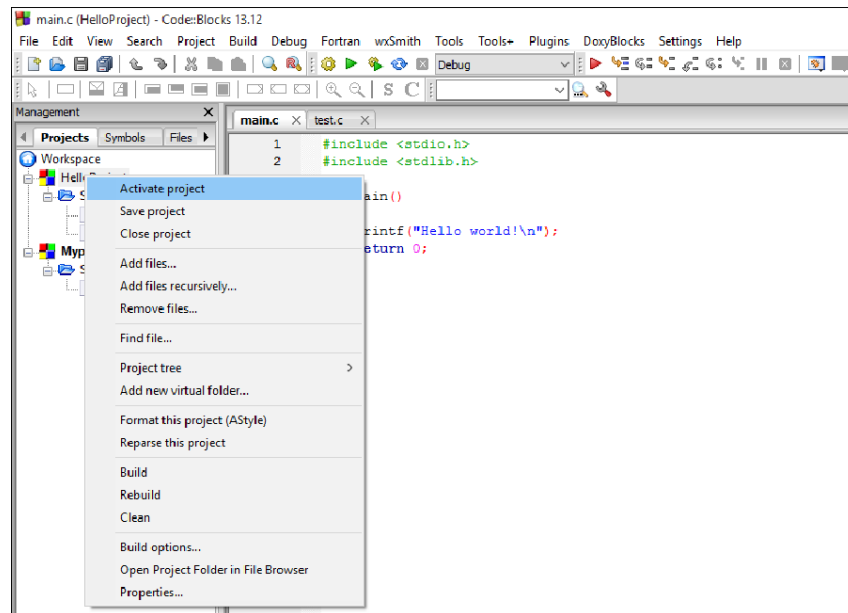 main.c (HelloProject) - Code::Blocks 13.12
File Edit View Search Project Build Debug Fortran wxSmith Tools Tools+ Plugins DoxyBlocks Settings Help
Debug
S C
Management
Projects Symbols Files
main.c test.c
Workspace
1 #include <stdio.h>
2 #include <stdlib.h>
ain()
rintf("Hello world!\n");
eturn 0;
Myp
S
Activate project
Save project
Close project
Add files...
Add files recursively...
Remove files...
Find file...
Project tree
Add new virtual folder...
Format this project (AStyle)
Reparse this project
Build
Rebuild
Clean
Build options...
Open Project Folder in File Browser
Properties...